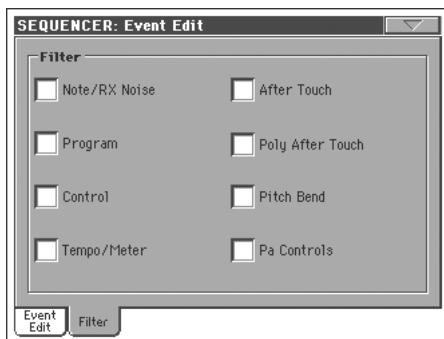 SEQUENCER: Event Edit
Filter
Note/RX Noise
After Touch
Program
Poly After Touch
Control
Pitch Bend
Tempo/Meter
Pa Controls
Event
Edit
Filter